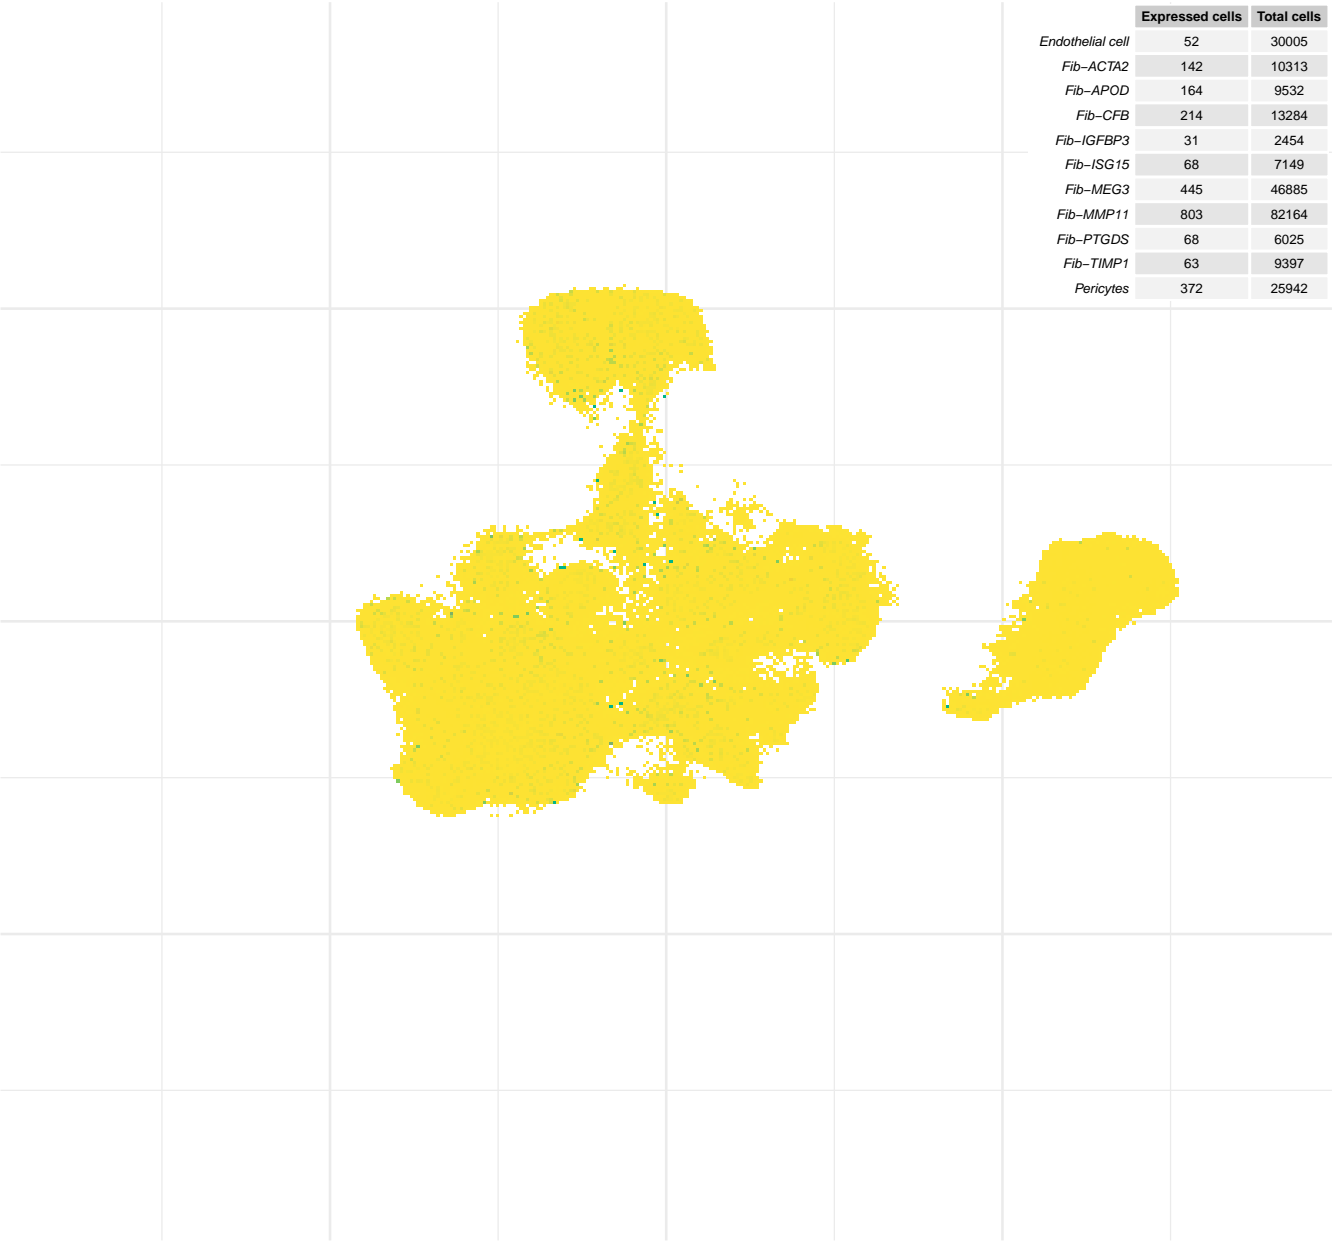 Expressed cells Total cells
Endothelial cell 52 30005
Fib−ACTA2 142 10313
Fib−APOD 164 9532
Fib−CFB 214 13284
Fib−IGFBP3 31 2454
Fib−ISG15 68 7149
Fib−MEG3 445 46885
Fib−MMP11 803 82164
Fib−PTGDS 68 6025
Fib−TIMP1 63 9397
Pericytes 372 25942